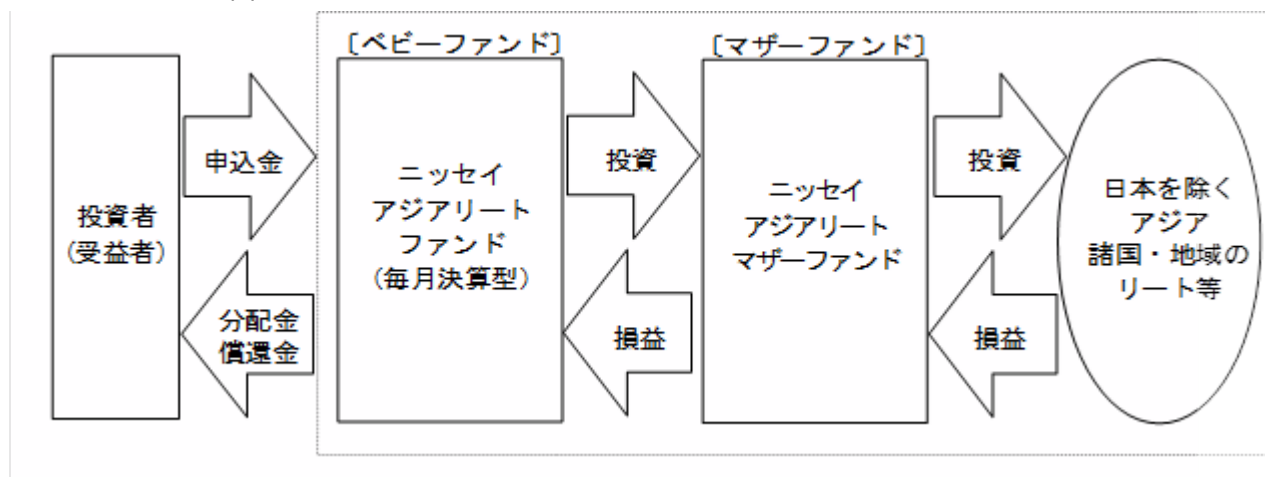 〔ベビーファンド〕
〔マザーファンド〕
投資者
(受益者)
申込金
分配金
償還金
ニッセイ
アジアリート
ファンド
(毎月決算型)
投資
損益
ニッセイ
アジアリート
マザーファンド
投資
損益
日本を除く
アジア
諸国・地域の
リート等